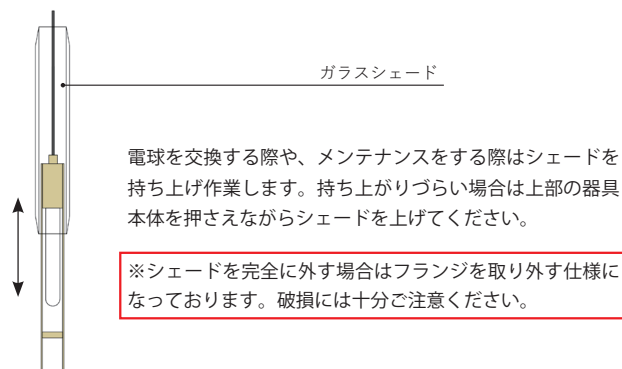 ガラスシェード
電球を交換する際や、メンテナンスをする際はシェードを
持ち上げ作業します。持ち上がりづらい場合は上部の器具
本体を押さえながらシェードを上げてください。
※シェードを完全に外す場合はフランジを取り外す仕様に
なっております。破損には十分ご注意ください。